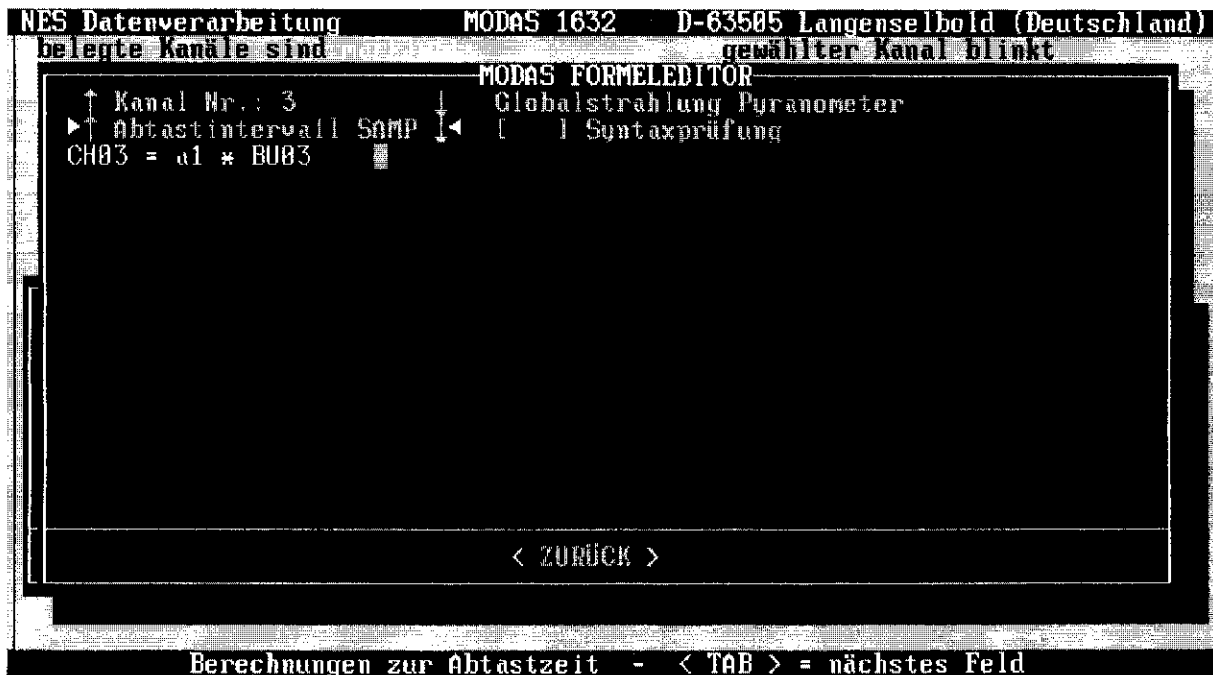 NES Datenverarbeitung MODAS 1632 D-63505 Langenselbold (Deutschland)
belegte Kanäle sind gewählter Kanal blinkt
MODAS FORMELEDITOR
↑ Kanal Nr.: 3 ↓ Globalstrahlung Pyranometer
►↑ Abtastintervall SAMP ↓◄ [ ] Syntaxprüfung
CH03 = a1 * BU03
< ZURÜCK >
Berechnungen zur Abtastzeit - < TAB > = nächstes Feld